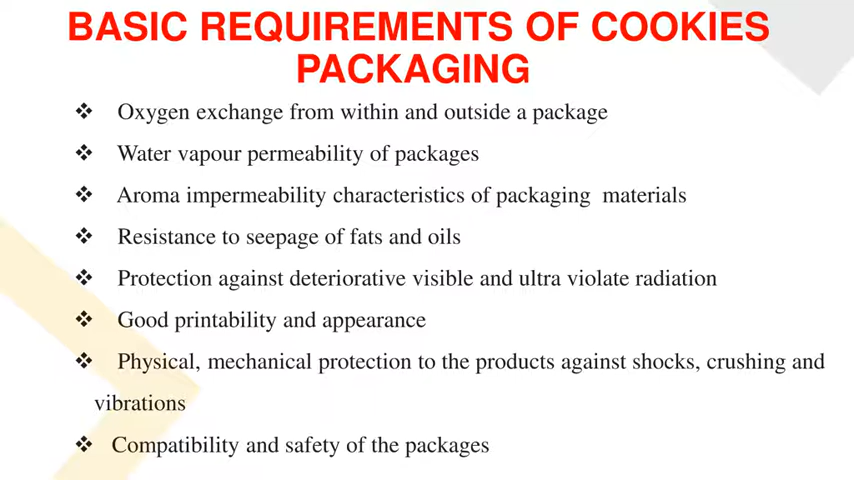 BASIC REQUIREMENTS OF COOKIES
PACKAGING
❖ Oxygen exchange from within and outside a package
❖ Water vapour permeability of packages
❖ Aroma impermeability characteristics of packaging materials
❖ Resistance to seepage of fats and oils
❖ Protection against deteriorative visible and ultra violate radiation
❖ Good printability and appearance
❖ Physical, mechanical protection to the products against shocks, crushing and
vibrations
❖ Compatibility and safety of the packages